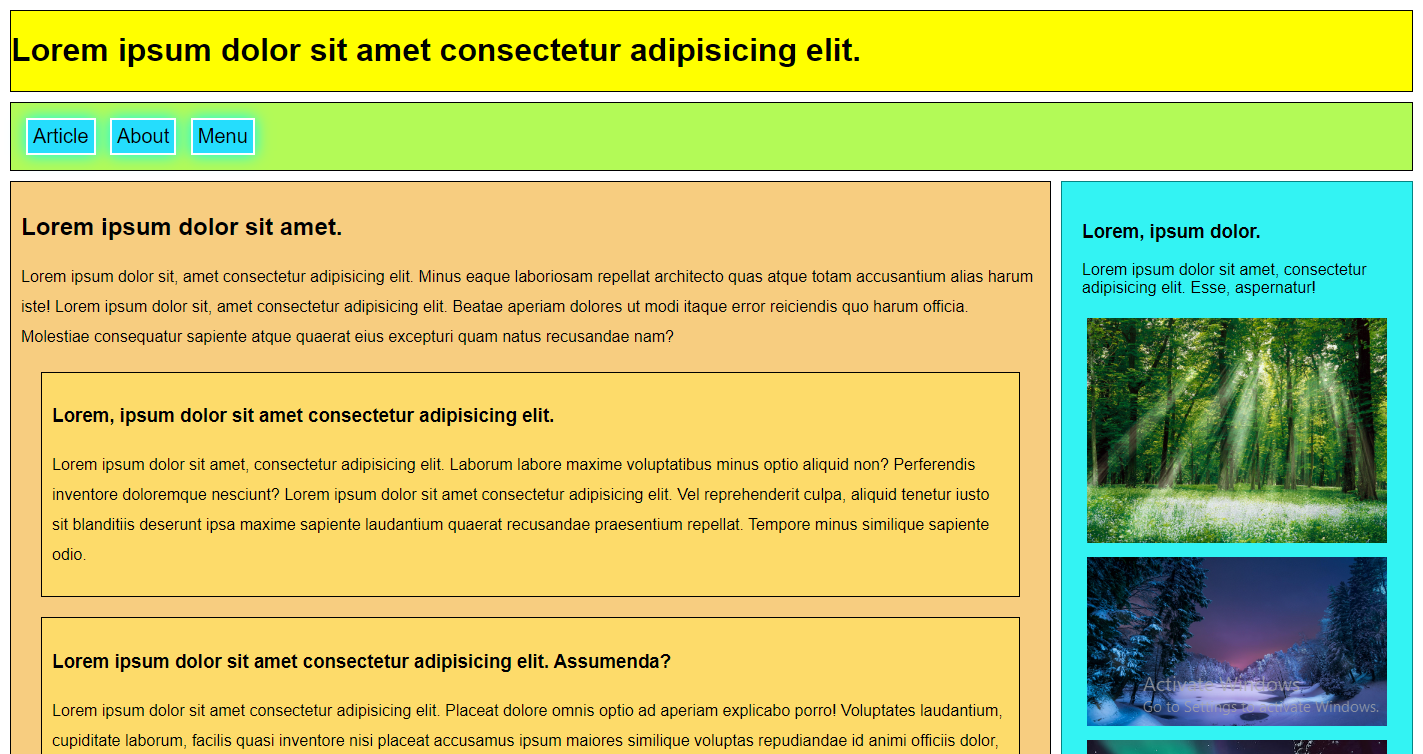 Lorem ipsum dolor sit amet consectetur adipisicing elit.
Article About Menu
Lorem ipsum dolor sit amet.
Lorem ipsum dolor sit, amet consectetur adipisicing elit. Minus eaque laboriosam repellat architecto quas atque totam accusantium alias harum
iste! Lorem ipsum dolor sit, amet consectetur adipisicing elit. Beatae aperiam dolores ut modi itaque error reiciendis quo harum officia.
Molestiae consequatur sapiente atque quaerat eius excepturi quam natus recusandae nam?
Lorem, ipsum dolor sit amet consectetur adipisicing elit.
Lorem ipsum dolor sit amet, consectetur adipisicing elit. Laborum labore maxime voluptatibus minus optio aliquid non? Perferendis
inventore doloremque nesciunt? Lorem ipsum dolor sit amet consectetur adipisicing elit. Vel reprehenderit culpa, aliquid tenetur iusto
sit blanditiis deserunt ipsa maxime sapiente laudantium quaerat recusandae praesentium repellat. Tempore minus similique sapiente
odio.
Lorem ipsum dolor sit amet consectetur adipisicing elit. Assumenda?
Lorem ipsum dolor sit amet consectetur adipisicing elit. Placeat dolore omnis optio ad aperiam explicabo porro! Voluptates laudantium,
cupiditate laborum, facilis quasi inventore nisi placeat accusamus ipsum maiores similique voluptas repudiandae id animi officiis dolor,
Lorem, ipsum dolor.
Lorem ipsum dolor sit amet, consectetur
adipisicing elit. Esse, aspernatur!
Activate Windows
Go to Settings to activate Windows.